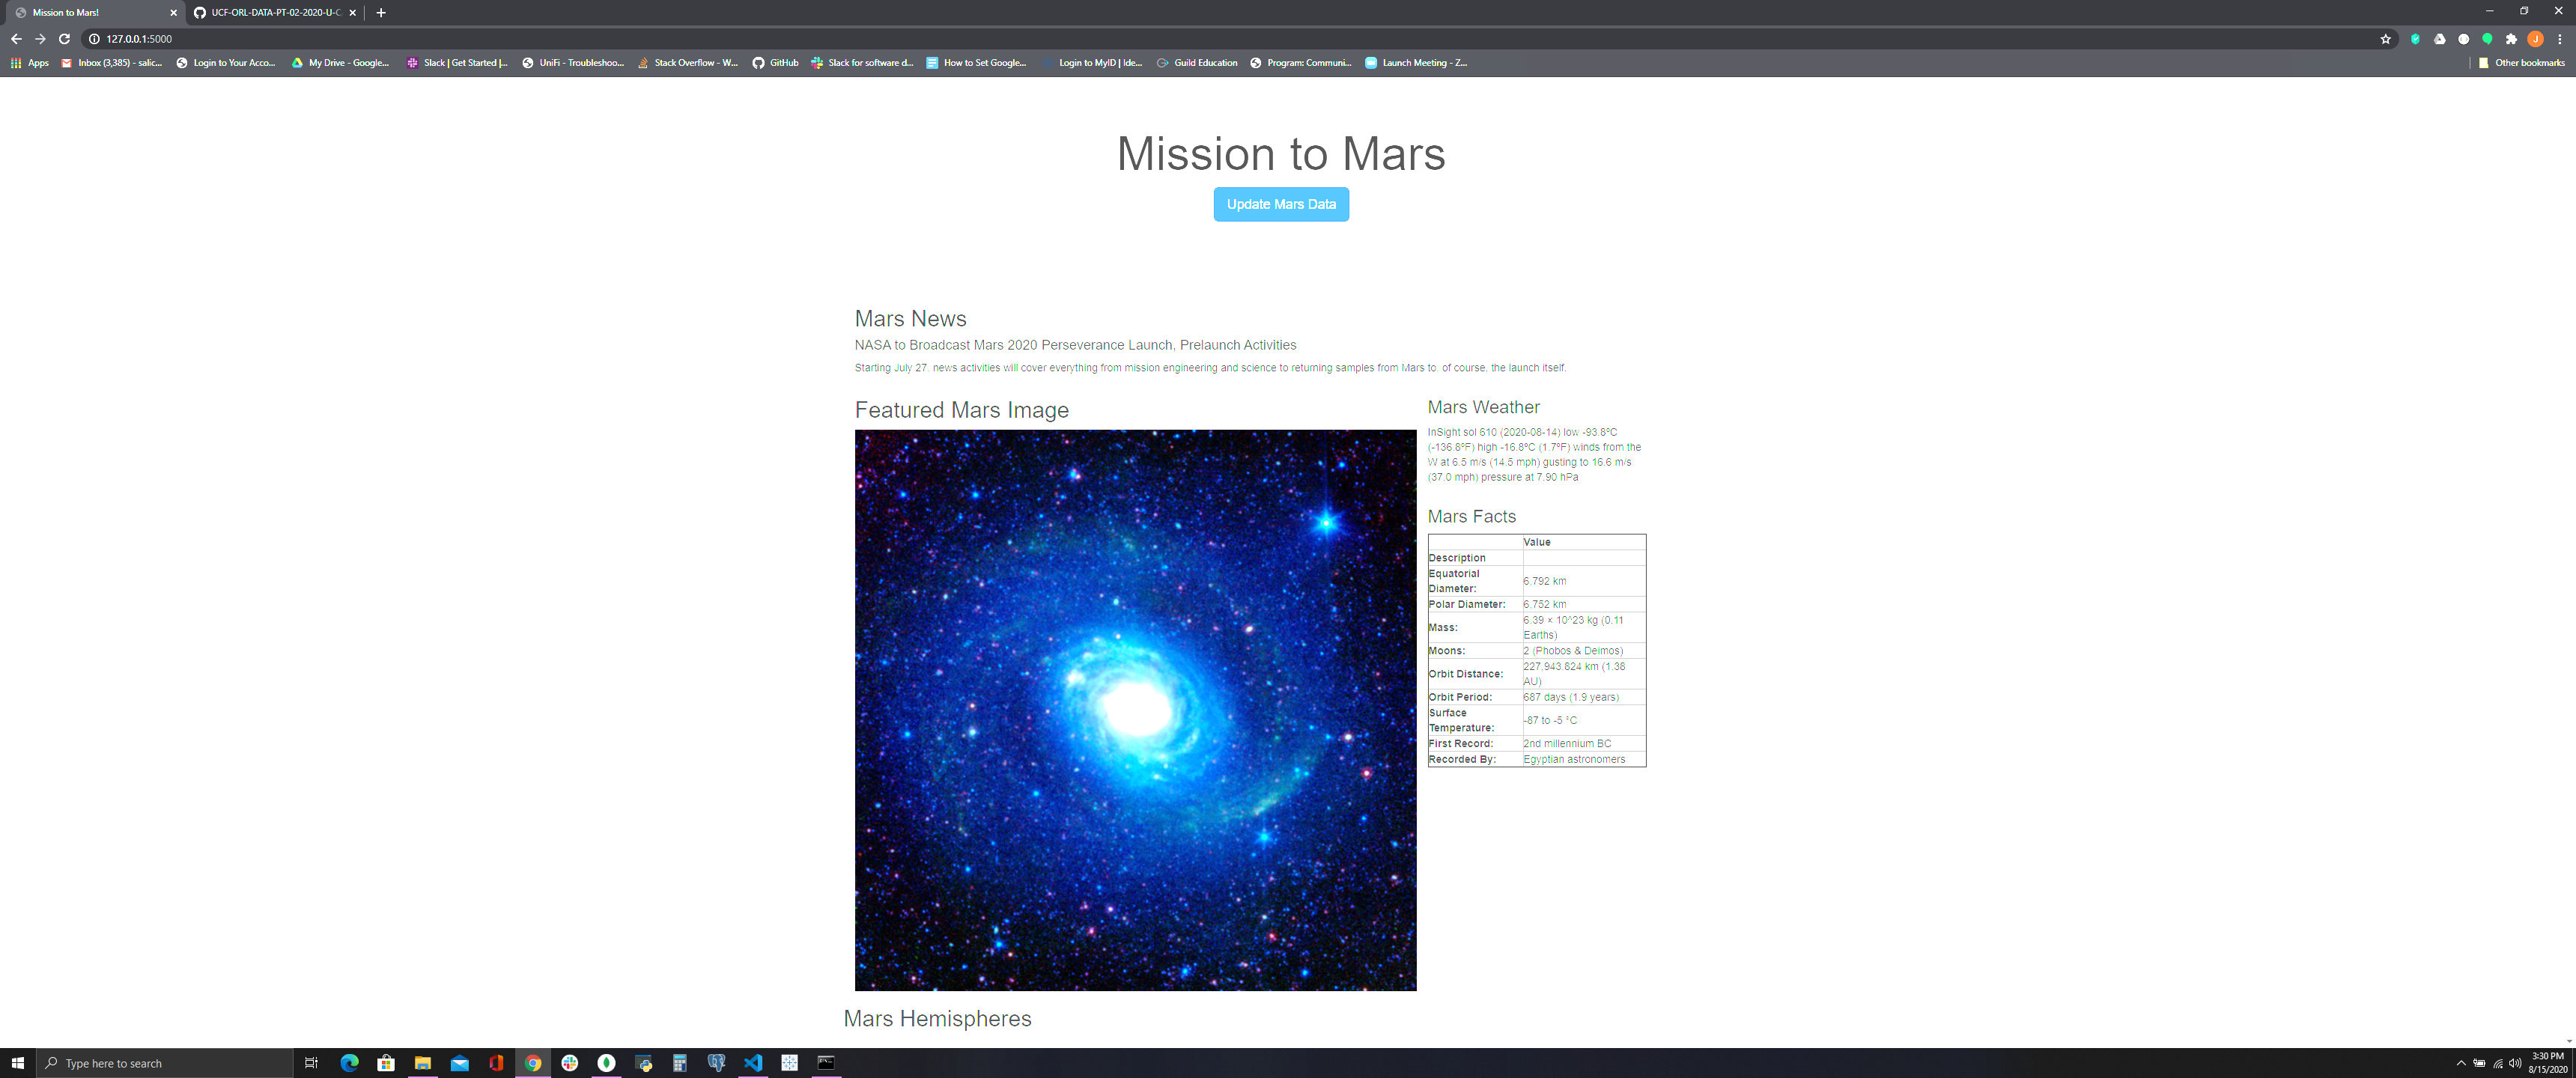 Mission to Mars!
UCF-ORL-DATA-PT-02-2020-U-C
127.0.0.1:5000
Apps
Inbox (3,385) - salic...
Login to Your Acco...
My Drive - Google...
Slack | Get Started |...
UniFi - Troubleshoo...
Stack Overflow - W...
GitHub
Slack for software d...
How to Set Google...
Login to MyID | Ide...
Guild Education
Program: Communi...
Launch Meeting - Z...
Other bookmarks
Mission to Mars
Update Mars Data
Mars News
NASA to Broadcast Mars 2020 Perseverance Launch, Prelaunch Activities
Starting July 27, news activities will cover everything from mission engineering and science to returning samples from Mars to, of course, the launch itself.
Featured Mars Image
Mars Weather
InSight sol 610 (2020-08-14) low -93.8ºC
(-136.8ºF) high -16.8ºC (1.7ºF) winds from the
W at 6.5 m/s (14.5 mph) gusting to 16.6 m/s
(37.0 mph) pressure at 7.90 hPa
Mars Facts
Value
Description
Equatorial
Diameter:
6,792 km
Polar Diameter:
6,752 km
Mass:
6.39 × 10^23 kg (0.11
Earths)
Moons:
2 (Phobos & Deimos)
Orbit Distance:
227,943,824 km (1.38
AU)
Orbit Period:
687 days (1.9 years)
Surface
Temperature:
-87 to -5 °C
First Record:
2nd millennium BC
Recorded By:
Egyptian astronomers
Mars Hemispheres
Type here to search
3:30 PM
8/15/2020